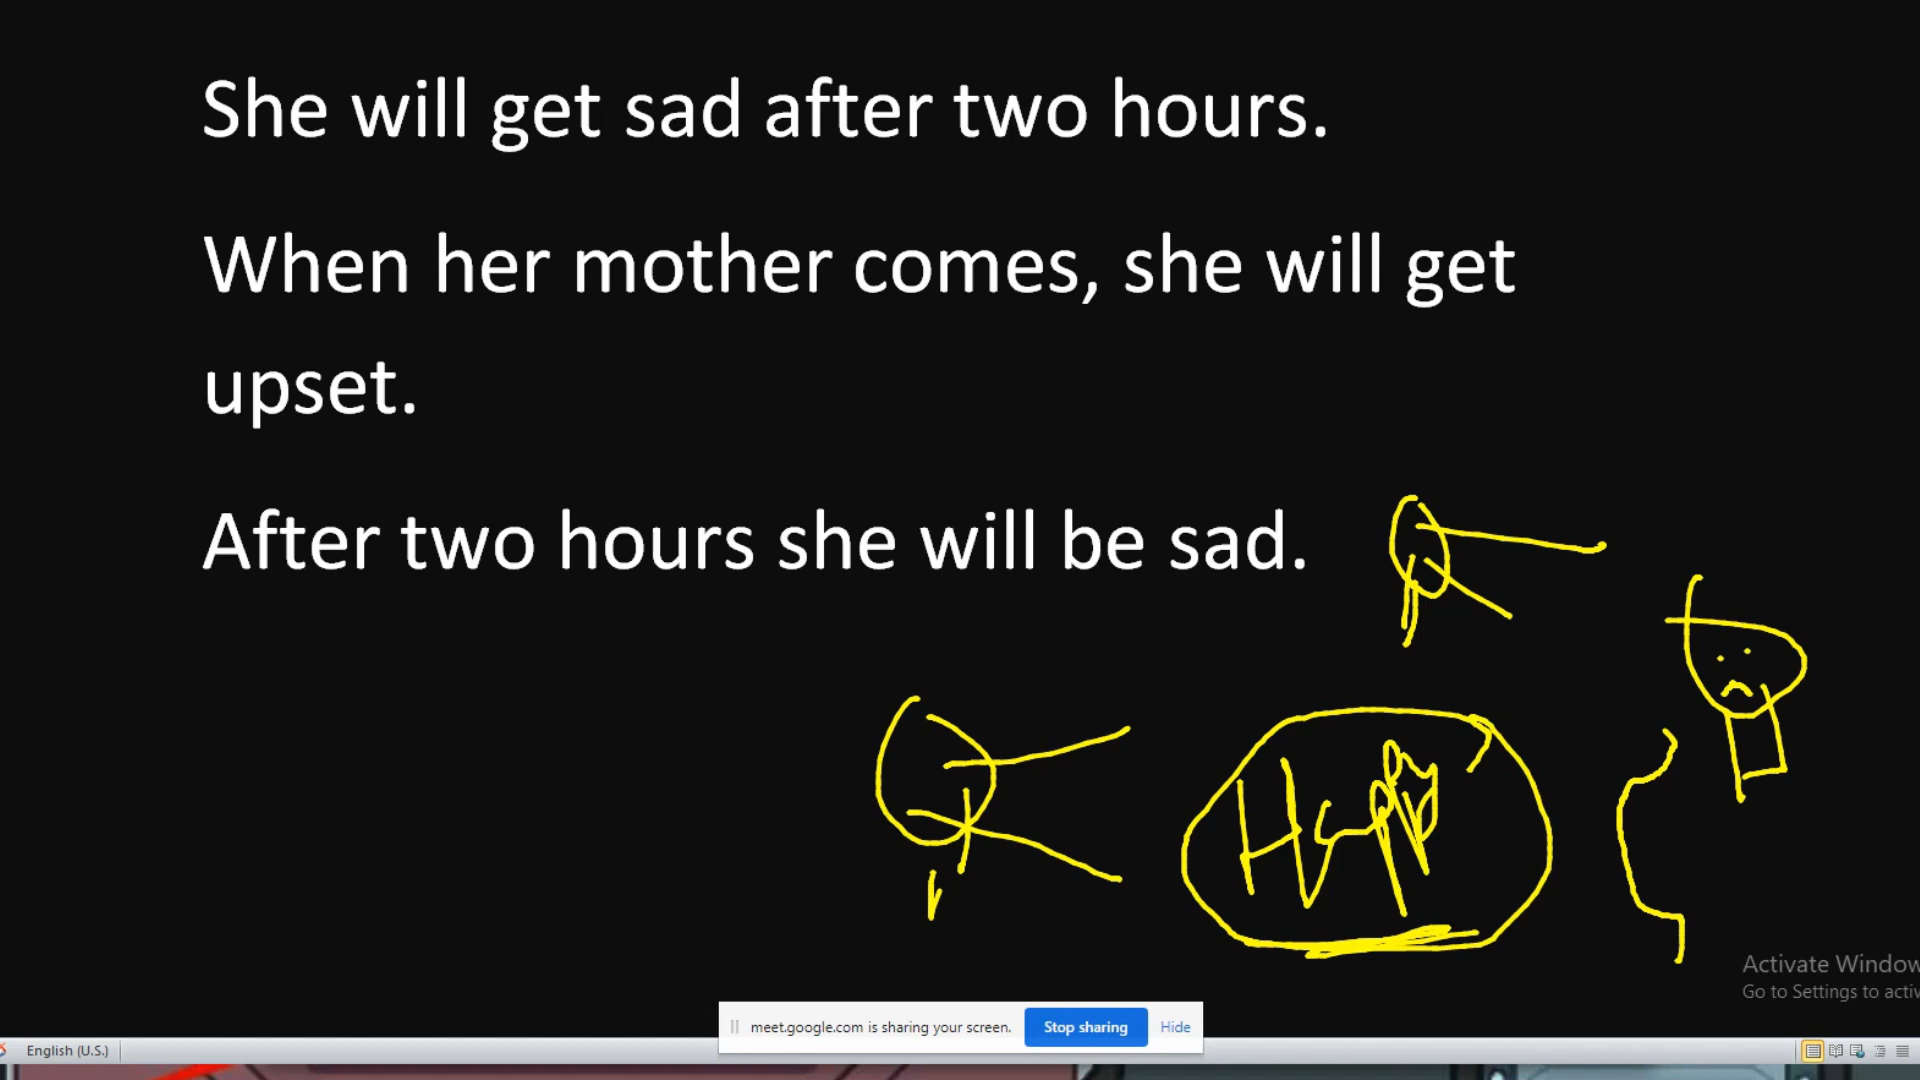 She will get sad after two hours.
When her mother comes, she will get
upset.
After two hours she will be sad.
Happy
Activate Window
Go to Settings to activ
meet.google.com is sharing your screen.
Stop sharing
Hide
English (U.S.)